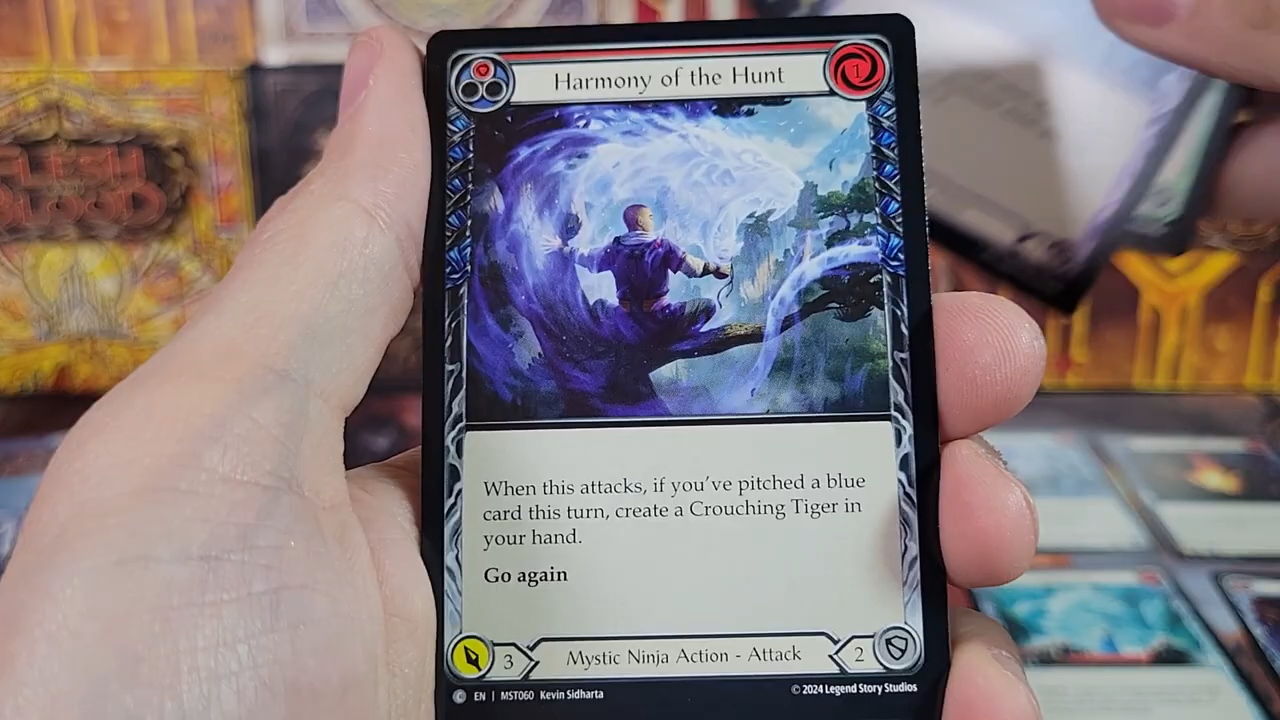 Harmony of the Hunt
1
FLESH
BLOOD
When this attacks, if you've pitched a blue
card this turn, create a Crouching Tiger in
your hand.
Go again
3
Mystic Ninja Action - Attack
2
C EN | MST060 Kevin Sidharta
© 2024 Legend Story Studios